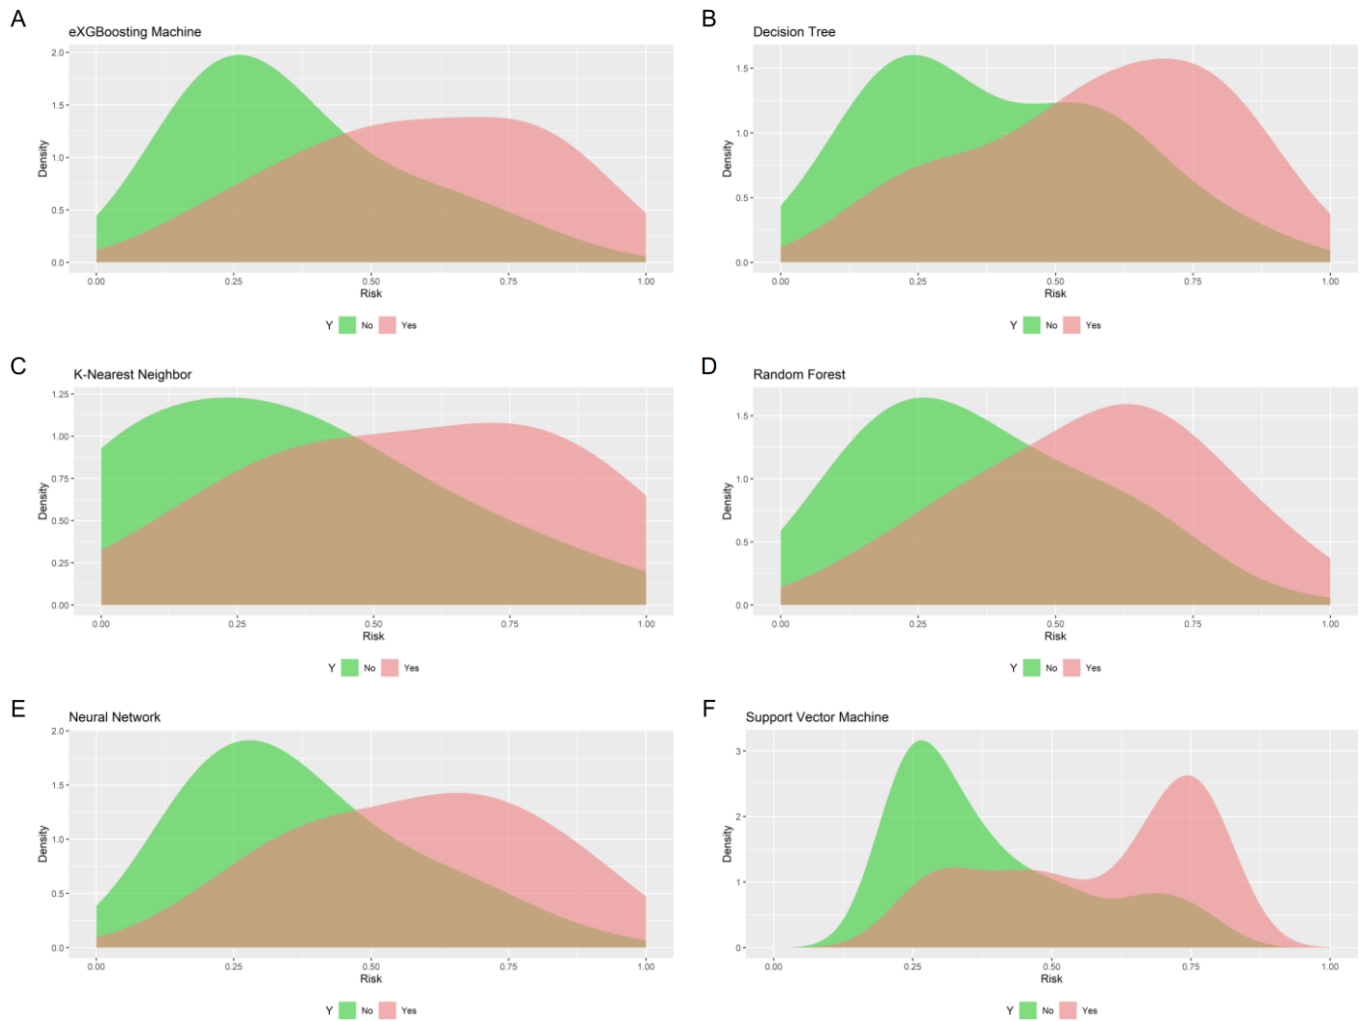 A
eXGBoosting Machine
2.0
1.5
1.0
0.5
0.0
Density
0.00 0.25 0.50 0.75 1.00
Risk
Y No Yes
B
Decision Tree
1.5
1.0
0.5
0.0
Density
0.00 0.25 0.50 0.75 1.00
Risk
Y No Yes
C
K-Nearest Neighbor
1.25
1.00
0.75
0.50
0.25
0.00
Density
0.00 0.25 0.50 0.75 1.00
Risk
Y No Yes
D
Random Forest
1.5
1.0
0.5
0.0
Density
0.00 0.25 0.50 0.75 1.00
Risk
Y No Yes
E
Neural Network
2.0
1.5
1.0
0.5
0.0
Density
0.00 0.25 0.50 0.75 1.00
Risk
Y No Yes
F
Support Vector Machine
3
2
1
0
Density
0.00 0.25 0.50 0.75 1.00
Risk
Y No Yes